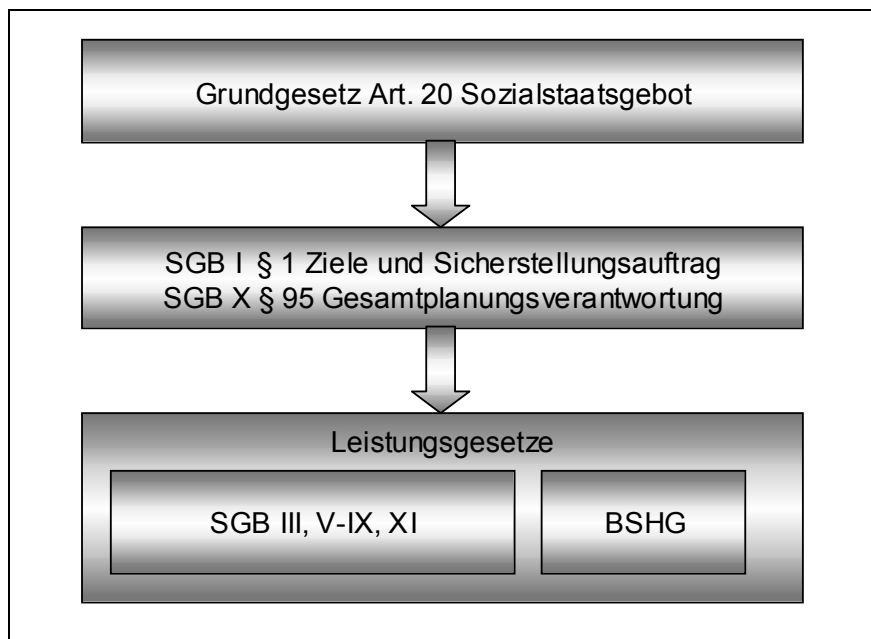 Grundgesetz Art. 20 Sozialstaatsgebot
SGB I § 1 Ziele und Sicherstellungsauftrag
SGB X § 95 Gesamtplanungsverantwortung
Leistungsgesetze
SGB III, V-IX, XI
BSHG